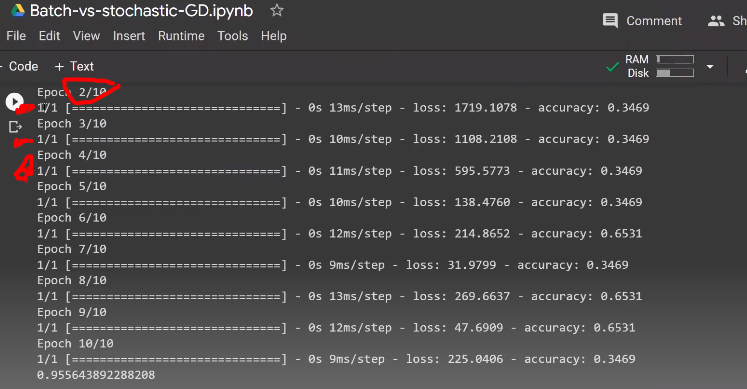 Batch-vs-stochastic-GD.ipynb
Comment
File Edit View Insert Runtime Tools Help
+ Code + Text
RAM
Disk
Epoch 2/10
1/1 [==============================] - 0s 13ms/step - loss: 1719.1078 - accuracy: 0.3469
Epoch 3/10
1/1 [==============================] - 0s 10ms/step - loss: 1108.2108 - accuracy: 0.3469
Epoch 4/10
1/1 [==============================] - 0s 11ms/step - loss: 595.5773 - accuracy: 0.3469
Epoch 5/10
1/1 [==============================] - 0s 10ms/step - loss: 138.4760 - accuracy: 0.3469
Epoch 6/10
1/1 [==============================] - 0s 12ms/step - loss: 214.8652 - accuracy: 0.6531
Epoch 7/10
1/1 [==============================] - 0s 9ms/step - loss: 31.9799 - accuracy: 0.3469
Epoch 8/10
1/1 [==============================] - 0s 13ms/step - loss: 269.6637 - accuracy: 0.6531
Epoch 9/10
1/1 [==============================] - 0s 12ms/step - loss: 47.6909 - accuracy: 0.6531
Epoch 10/10
1/1 [==============================] - 0s 9ms/step - loss: 225.0406 - accuracy: 0.3469
0.955643892288208